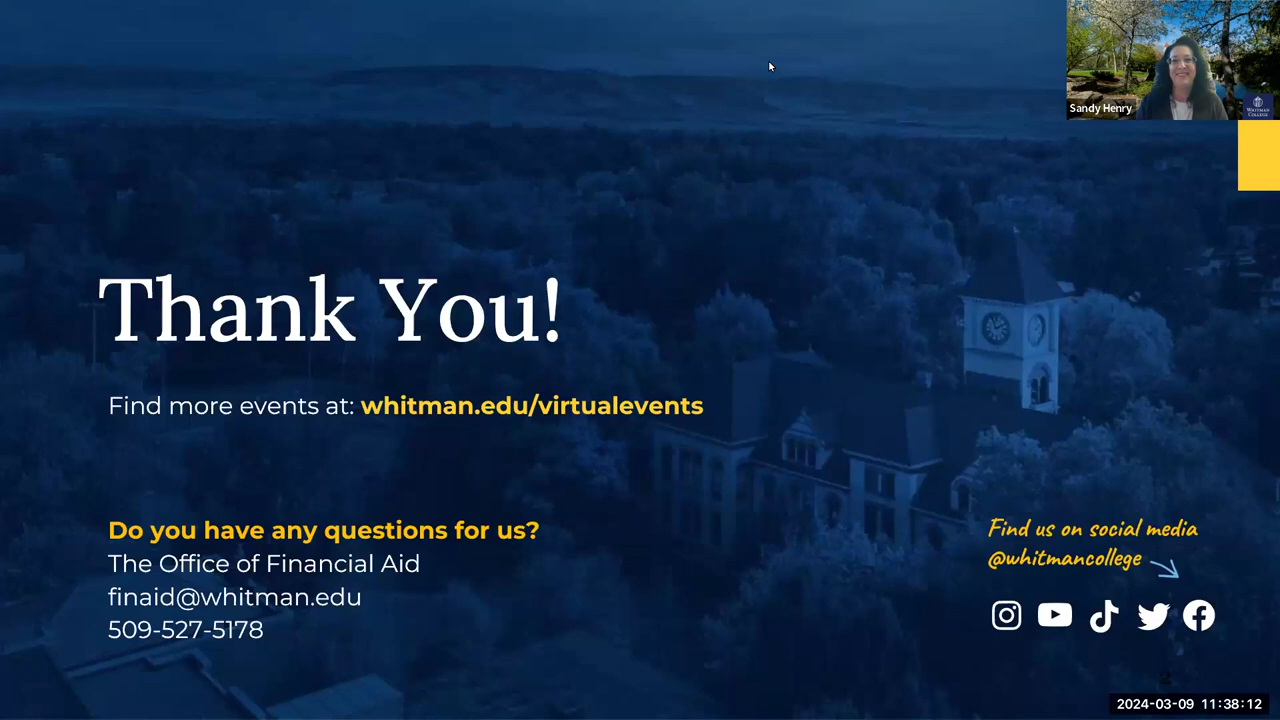 Sandy Henry
WHITMAN
COLLEGE
Thank You!
Find more events at: whitman.edu/virtualevents
Do you have any questions for us?
The Office of Financial Aid
finaid@whitman.edu
509-527-5178
Find us on social media
@whitmancollege
2024-03-09 11:38:12